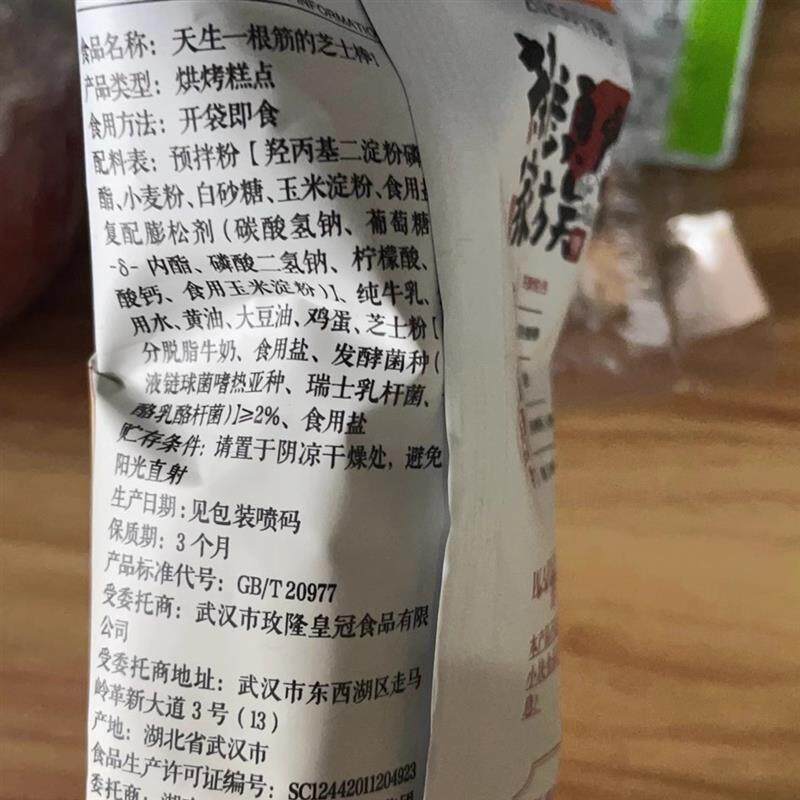 INFORMATIO
食品名称：天生一根筋的芝士棒
产品类型：烘烤糕点
食用方法：开袋即食
配料表：预拌粉【羟丙基二淀粉磷
酯、小麦粉、白砂糖、玉米淀粉、食用
复配膨松剂（碳酸氢钠、葡萄糖
-δ-内酯、磷酸二氢钠、柠檬酸、
酸钙、食用玉米淀粉）】、纯牛乳、
用水、黄油、大豆油、鸡蛋、芝士粉【
分脱脂牛奶、食用盐、发酵菌种（
液链球菌嗜热亚种、瑞士乳杆菌、
酪乳酪杆菌）】≥2%、食用盐
贮存条件：请置于阴凉干燥处，避免
阳光直射
生产日期：见包装喷码
保质期：3个月
产品标准代号：GB/T 20977
受委托商：武汉市玫隆皇冠食品有限
公司
受委托商地址：武汉市东西湖区走马
岭革新大道3号（13）
产地：湖北省武汉市
食品生产许可证编号：SC12442011204923
委托商：湖
家族
本产
小伙